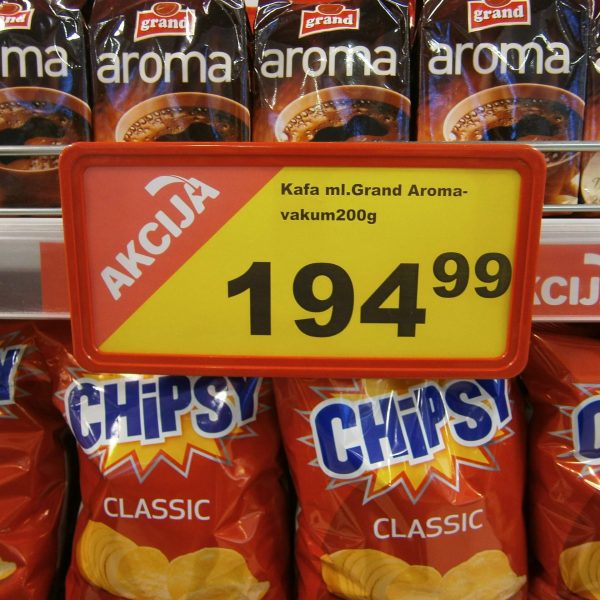 grand
grand
grand
grand
ma
aroma
aroma
aroma
AKCIJA
Kafa ml.Grand Aroma-
vakum200g
194 99
CIJ
CHIPSY
CHIPSY
CLASSIC
CLASSIC